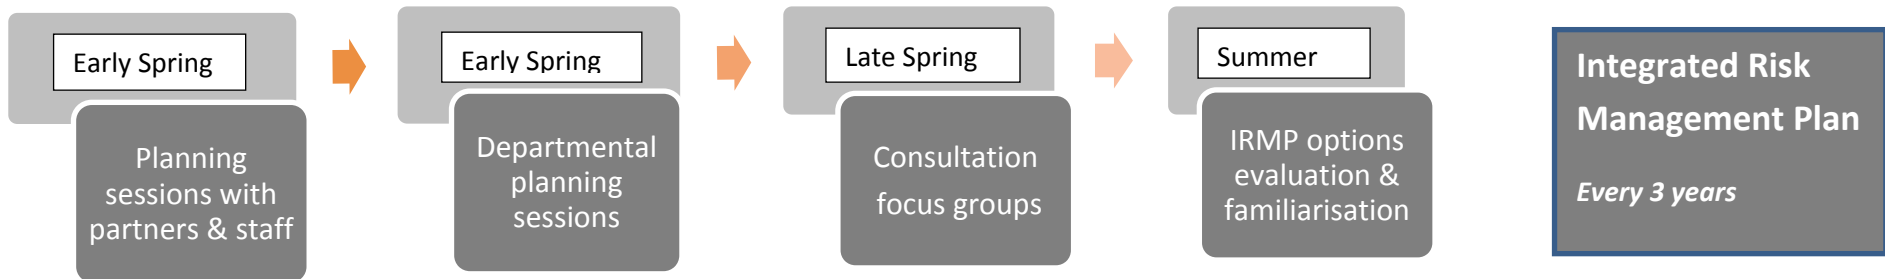 Early Spring
Planning
sessions with
partners & staff
Early Spring
Departmental
planning
sessions
Late Spring
Consultation
focus groups
Summer
IRMP options
evaluation &
familiarisation
Integrated Risk
Management Plan
Every 3 years